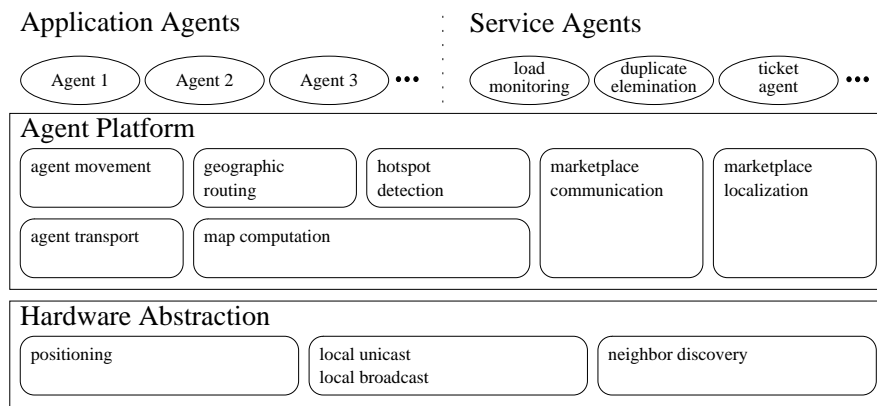 Application Agents
Service Agents
Agent 1
Agent 2
Agent 3
•••
load
monitoring
duplicate
elemination
ticket
agent
•••
Agent Platform
agent movement
geographic
routing
hotspot
detection
marketplace
communication
marketplace
localization
agent transport
map computation
Hardware Abstraction
positioning
local unicast
local broadcast
neighbor discovery